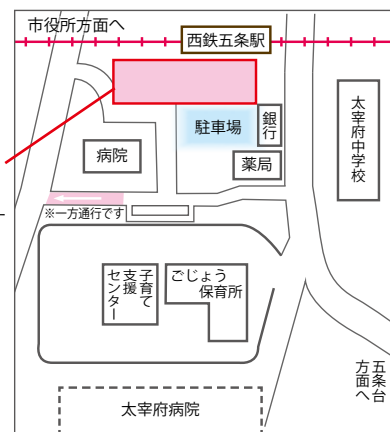 市役所方面へ
西鉄五条駅
駐車場
銀行
病院
薬局
太宰府中学校
※一方通行です
子育て
支援
センター
ごじょう
保育所
五条台
方面へ
太宰府病院